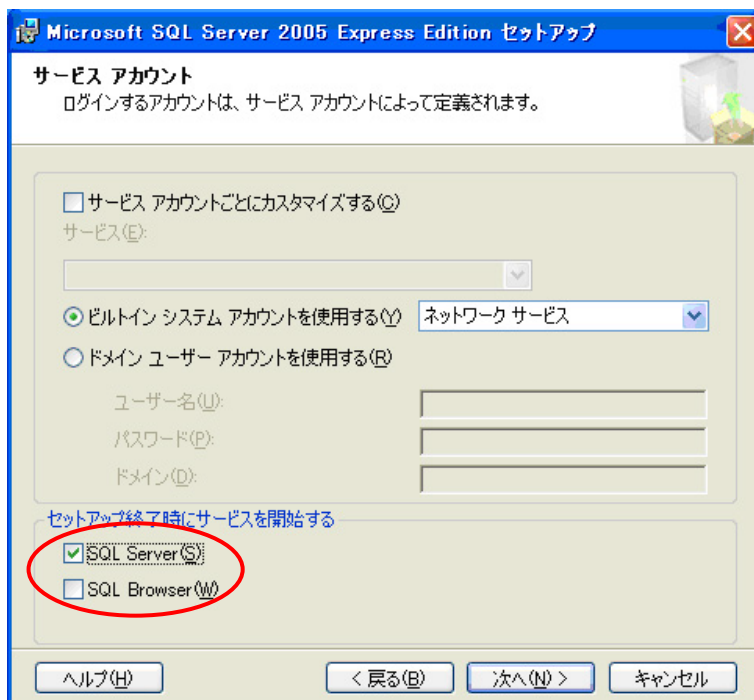 Microsoft SQL Server 2005 Express Edition セットアップ
サービス アカウント
ログインするアカウントは、サービス アカウントによって定義されます。
サービス アカウントごとにカスタマイズする(C)
サービス(E):
ビルトイン システム アカウントを使用する(Y) ネットワーク サービス
ドメイン ユーザー アカウントを使用する(R)
ユーザー名(U):
パスワード(P):
ドメイン(D):
セットアップ終了時にサービスを開始する
SQL Server(S)
SQL Browser(W)
ヘルプ(H) < 戻る(B) 次へ(N) > キャンセル